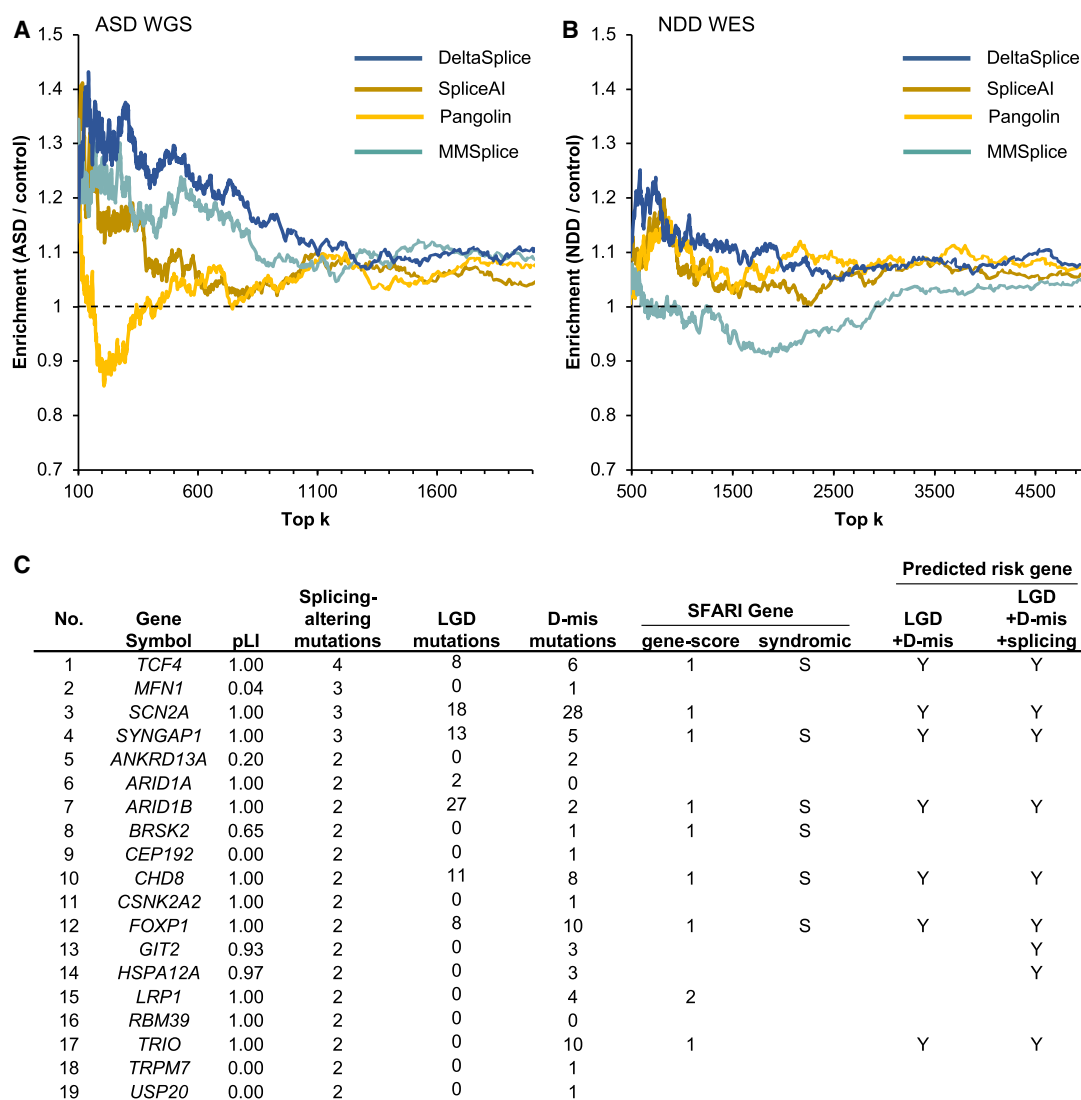 A ASD WGS
1.5
1.4
1.3
1.2
1.1
1
0.9
0.8
0.7
Enrichment (ASD / control)
DeltaSplice
SpliceAI
Pangolin
MMSplice
100 600 1100 1600
Top k
B NDD WES
1.5
1.4
1.3
1.2
1.1
1
0.9
0.8
0.7
Enrichment (NDD / control)
DeltaSplice
SpliceAI
Pangolin
MMSplice
500 1500 2500 3500 4500
Top k
C
Predicted risk gene
No. Gene Symbol pLI Splicing-altering mutations LGD mutations D-mis mutations SFARI Gene gene-score syndromic LGD +D-mis LGD +D-mis +splicing
1 TCF4 1.00 4 8 6 1 S Y Y
2 MFN1 0.04 3 0 1
3 SCN2A 1.00 3 18 28 1 Y Y
4 SYNGAP1 1.00 3 13 5 1 S Y Y
5 ANKRD13A 0.20 2 0 2
6 ARID1A 1.00 2 2 0
7 ARID1B 1.00 2 27 2 1 S Y Y
8 BRSK2 0.65 2 0 1 1 S
9 CEP192 0.00 2 0 1
10 CHD8 1.00 2 11 8 1 S Y Y
11 CSNK2A2 1.00 2 0 1
12 FOXP1 1.00 2 8 10 1 S Y Y
13 GIT2 0.93 2 0 3 Y
14 HSPA12A 0.97 2 0 3 Y
15 LRP1 1.00 2 0 4 2
16 RBM39 1.00 2 0 0
17 TRIO 1.00 2 0 10 1 Y Y
18 TRPM7 0.00 2 0 1
19 USP20 0.00 2 0 1